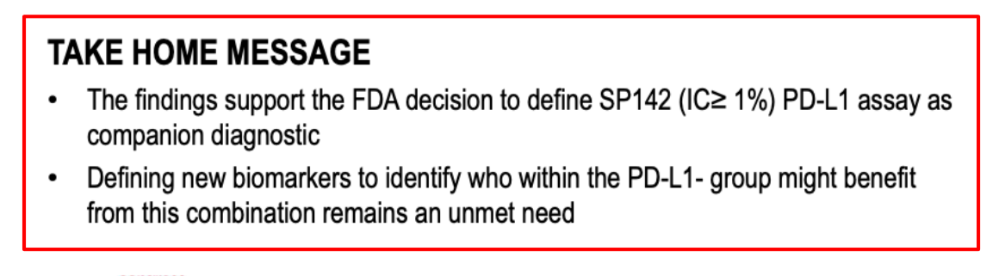 TAKE HOME MESSAGE
• The findings support the FDA decision to define SP142 (IC≥ 1%) PD-L1 assay as
companion diagnostic
• Defining new biomarkers to identify who within the PD-L1- group might benefit
from this combination remains an unmet need